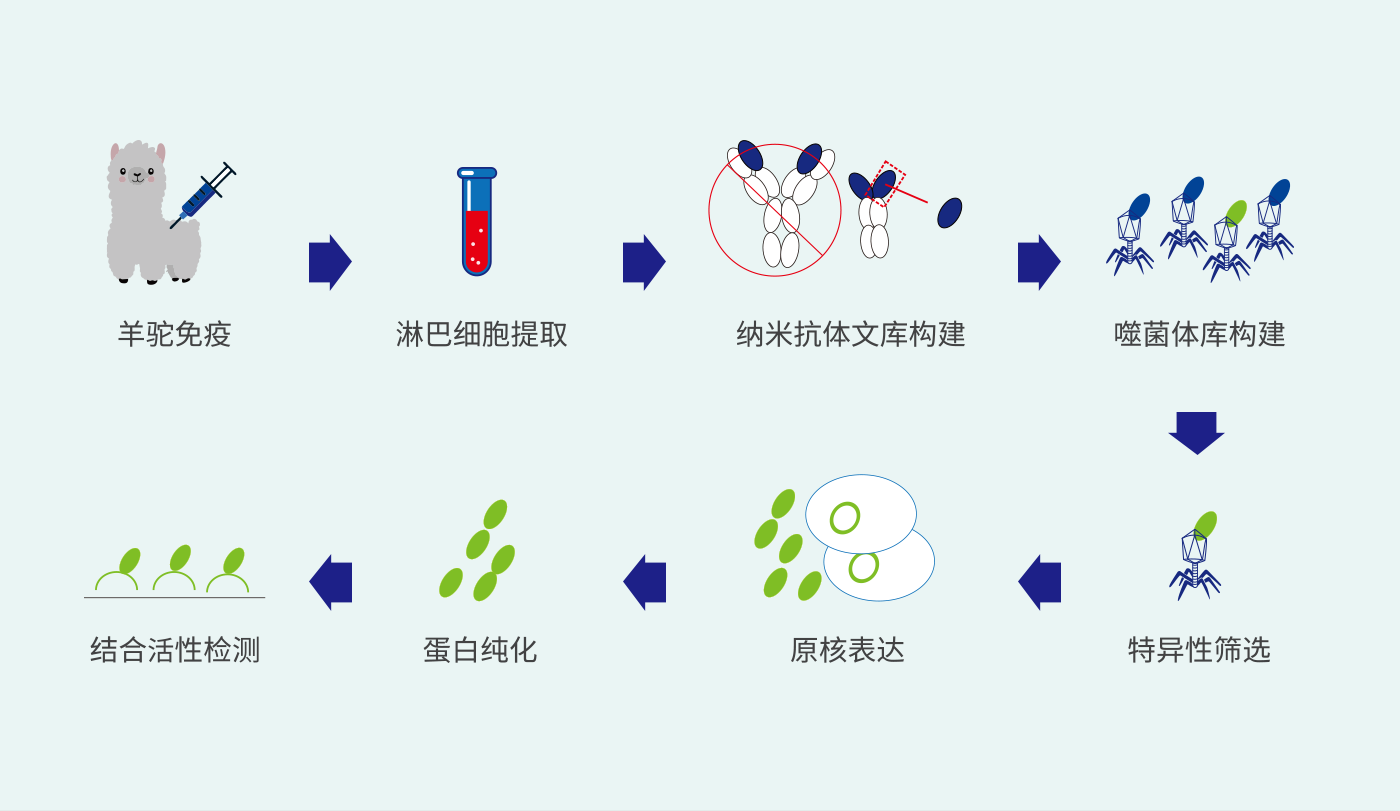 羊驼免疫
淋巴细胞提取
纳米抗体文库构建
噬菌体库构建
特异性筛选
原核表达
蛋白纯化
结合活性检测